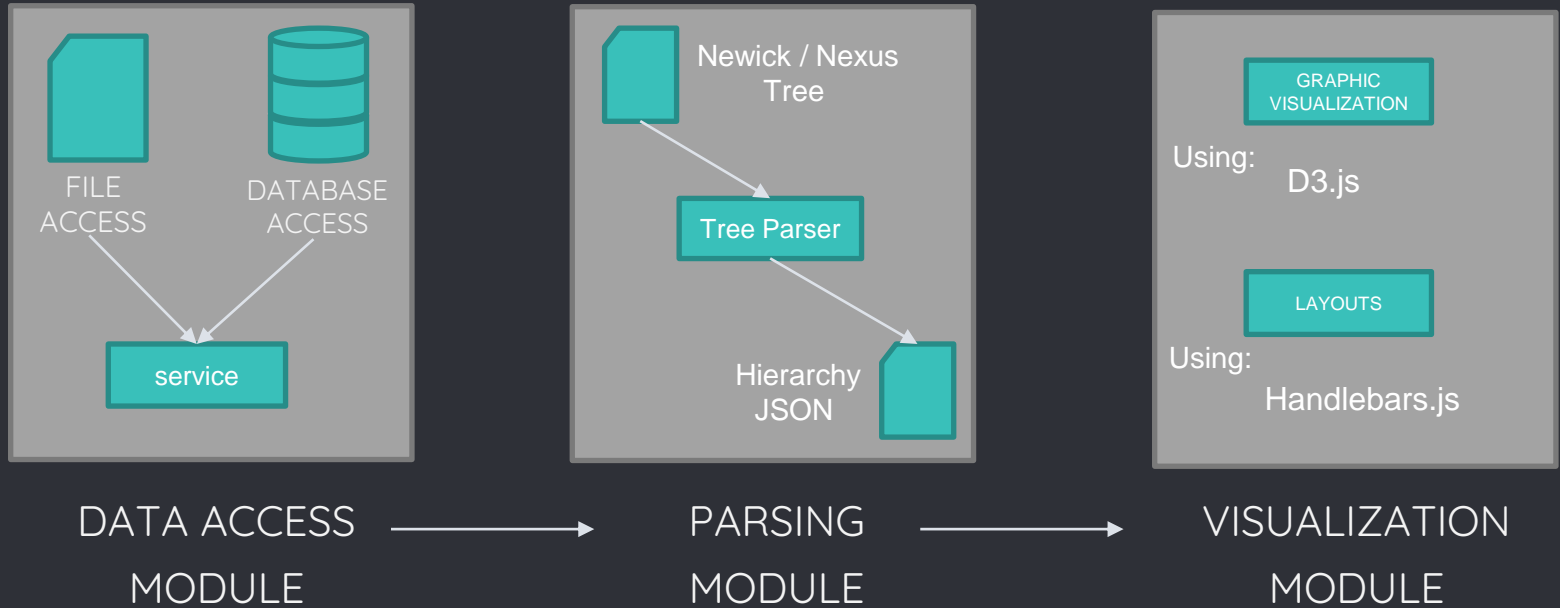 FILE
ACCESS
DATABASE
ACCESS
service
Newick / Nexus
Tree
Tree Parser
Hierarchy
JSON
GRAPHIC
VISUALIZATION
Using:
D3.js
LAYOUTS
Using:
Handlebars.js
DATA ACCESS
MODULE
PARSING
MODULE
VISUALIZATION
MODULE